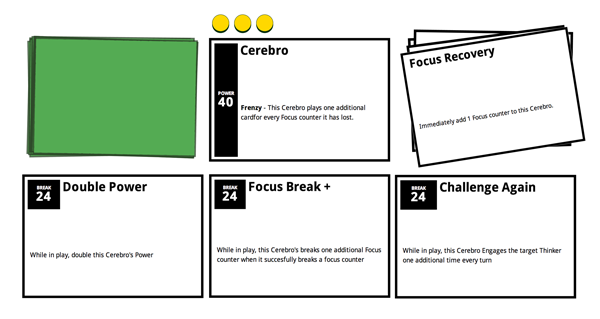 Cerebro
POWER
40
Frenzy - This Cerebro plays one additional
cardfor every Focus counter it has lost.
Focus Recovery
Immediately add 1 Focus counter to this Cerebro.
BREAK
24
Double Power
While in play, double this Cerebro's Power
BREAK
24
Focus Break +
While in play, this Cerebro's breaks one additional Focus
counter when it succesfully breaks a focus counter
BREAK
24
Challenge Again
While in play, this Cerebro Engages the target Thinker
one additional time every turn